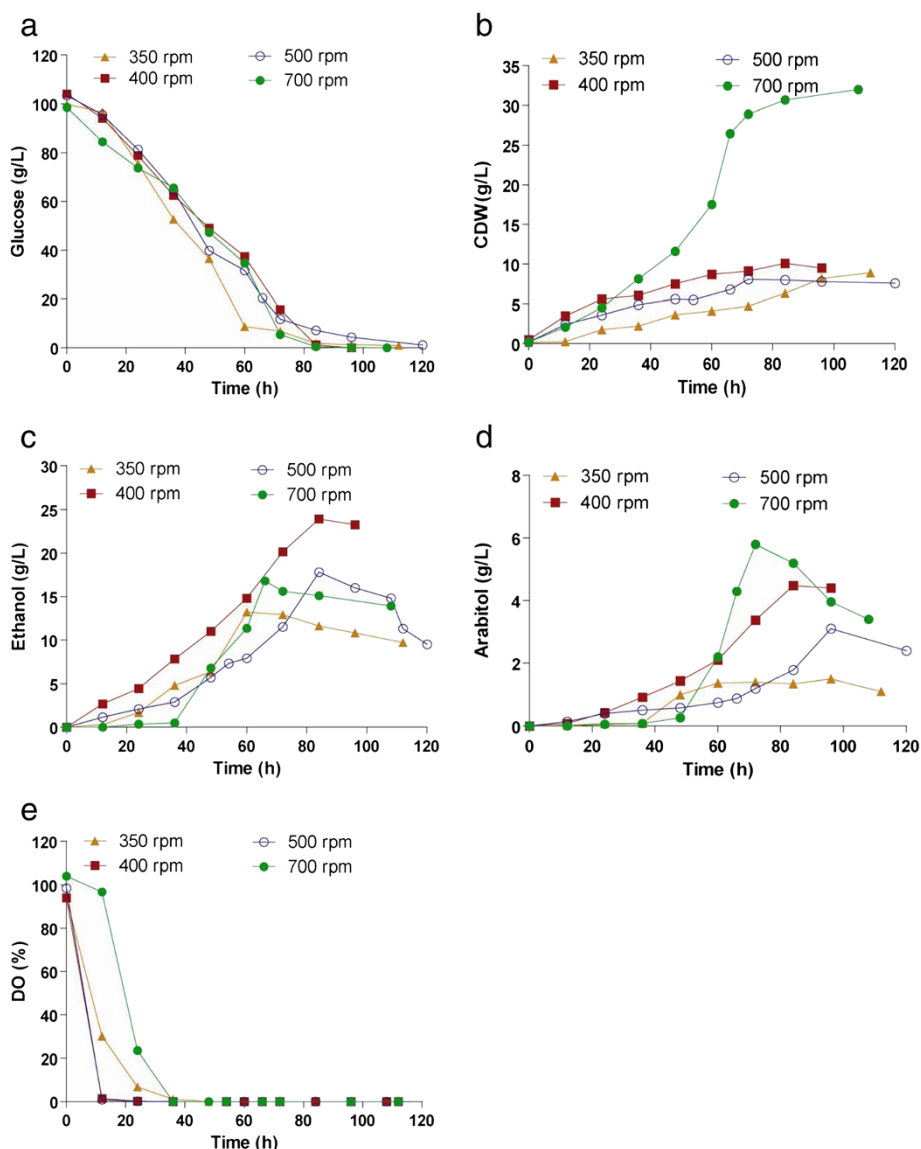 a
350 rpm 500 rpm
400 rpm 700 rpm
Glucose (g/L)
120
100
80
60
40
20
0
0 20 40 60 80 100 120
Time (h)
b
350 rpm 500 rpm
400 rpm 700 rpm
CDW(g/L)
35
30
25
20
15
10
5
0
0 20 40 60 80 100 120
Time (h)
c
350 rpm 500 rpm
400 rpm 700 rpm
Ethanol (g/L)
30
25
20
15
10
5
0
0 20 40 60 80 100 120
Time (h)
d
350 rpm 500 rpm
400 rpm 700 rpm
Arabitol (g/L)
8
6
4
2
0
0 20 40 60 80 100 120
Time (h)
e
350 rpm 500 rpm
400 rpm 700 rpm
DO (%)
120
100
80
60
40
20
0
0 20 40 60 80 100 120
Time (h)